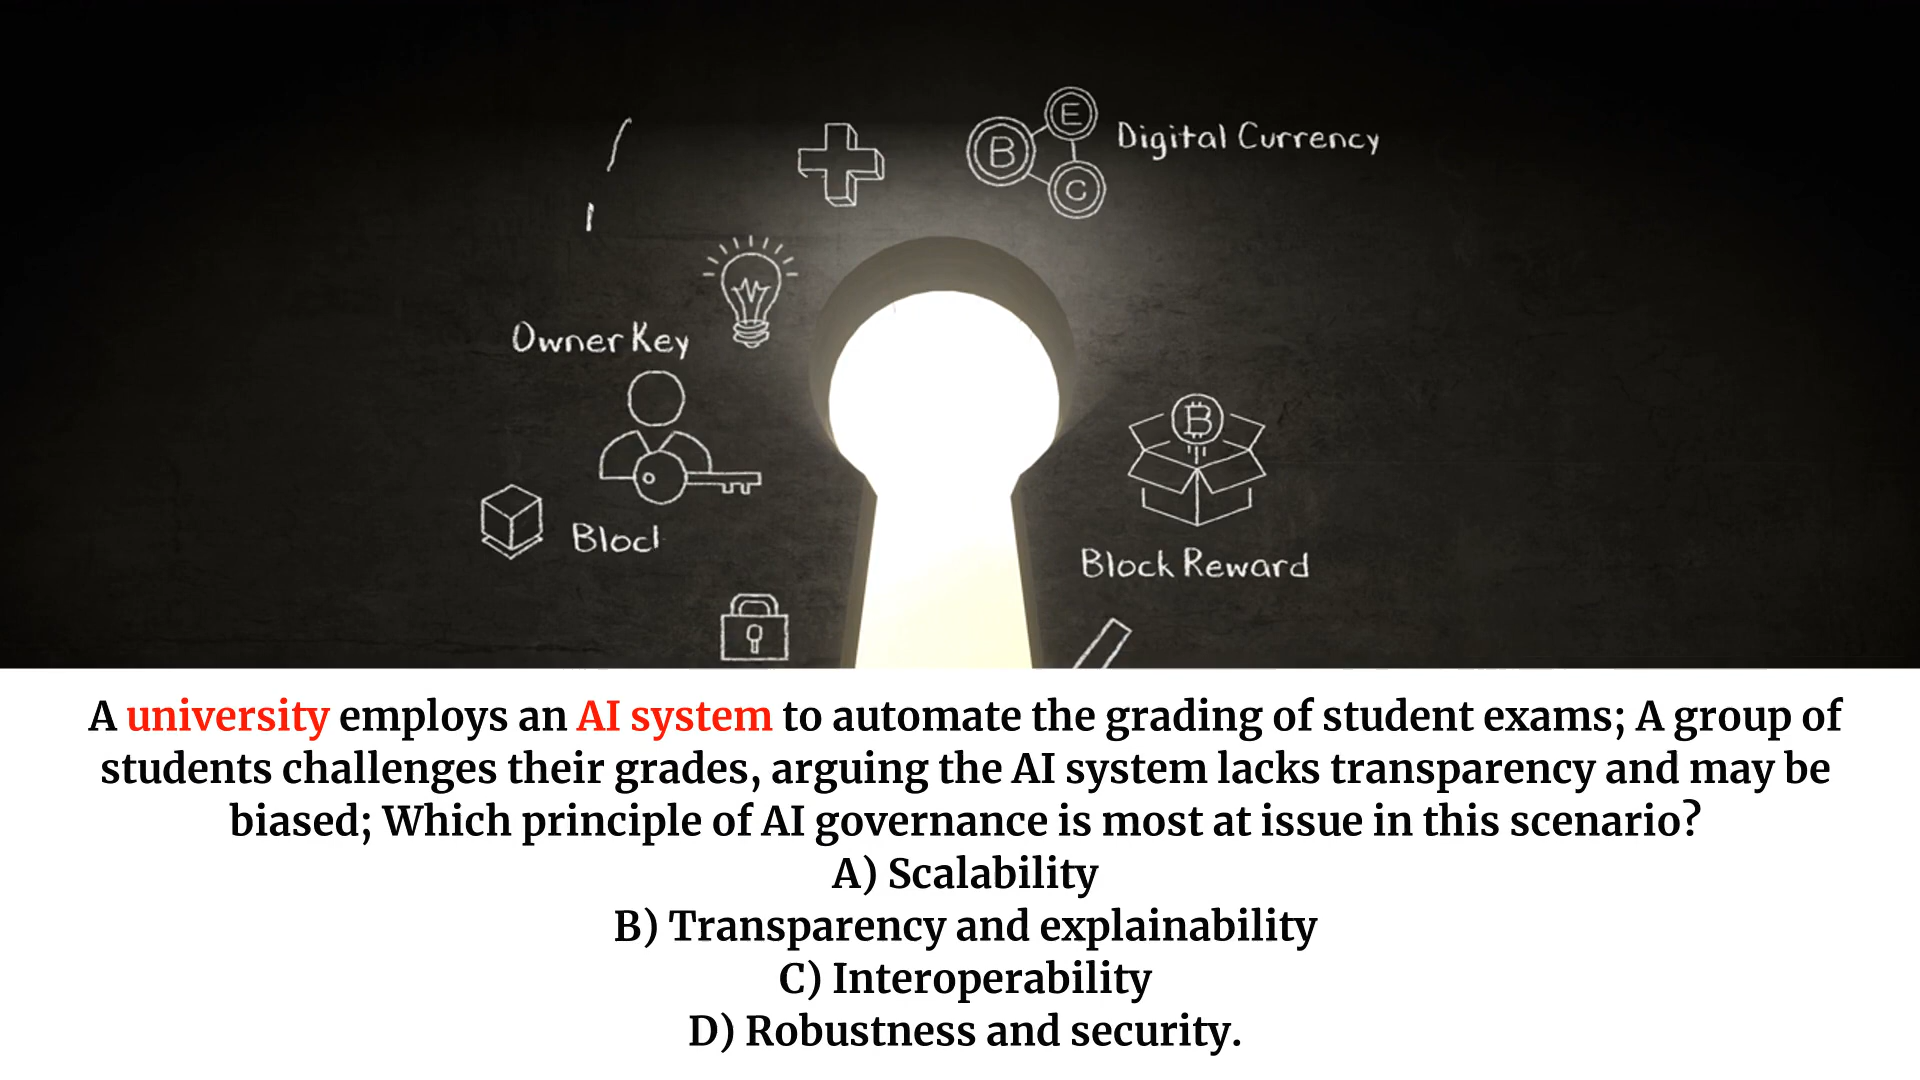 E
B
C
Digital Currency
Owner Key
B
Block Reward
A university employs an AI system to automate the grading of student exams; A group of
students challenges their grades, arguing the AI system lacks transparency and may be
biased; Which principle of AI governance is most at issue in this scenario?
A) Scalability
B) Transparency and explainability
C) Interoperability
D) Robustness and security.